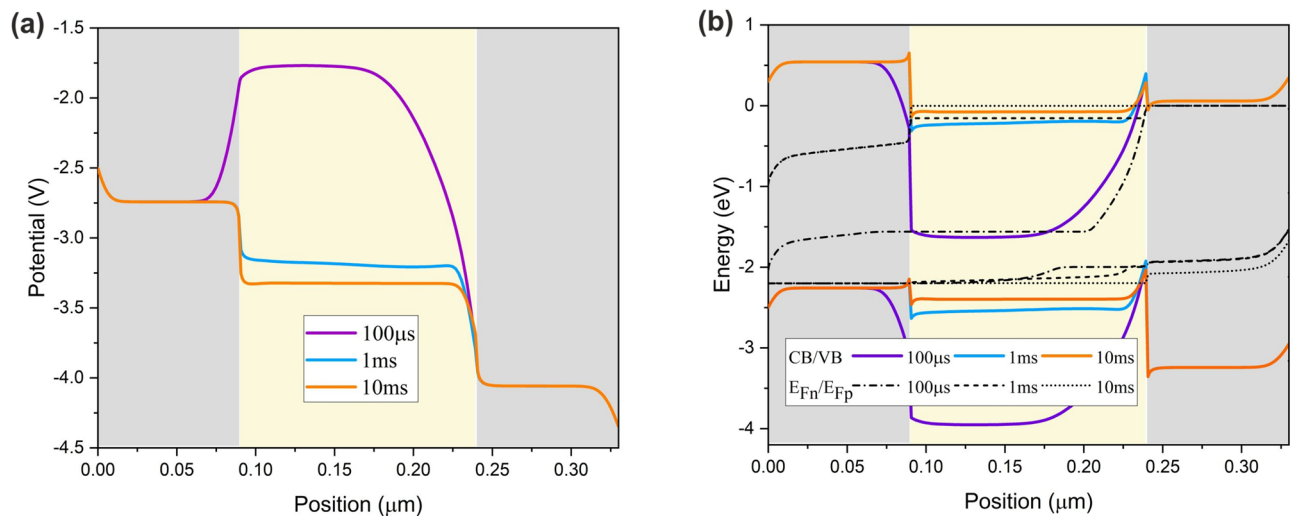 (a)
-1.5
-2.0
-2.5
-3.0
-3.5
-4.0
-4.5
Potential (V)
100μs
1ms
10ms
0.00 0.05 0.10 0.15 0.20 0.25 0.30
Position (μm)
(b)
1
0
-1
-2
-3
-4
Energy (eV)
CB/VB 100μs 1ms 10ms
EFn/EFp 100μs 1ms 10ms
0.00 0.05 0.10 0.15 0.20 0.25 0.30
Position (μm)